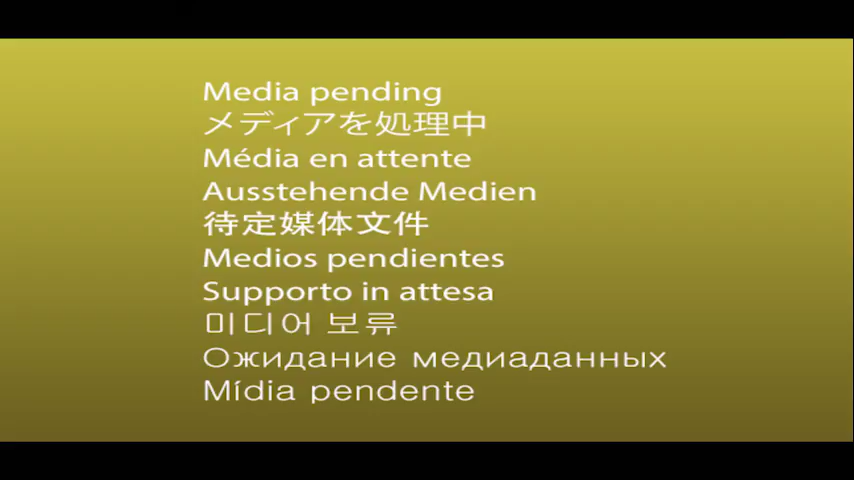 Media pending
メディアを処理中
Média en attente
Ausstehende Medien
待定媒体文件
Medios pendientes
Supporto in attesa
미디어 보류
Ожидание медиаданных
Mídia pendente